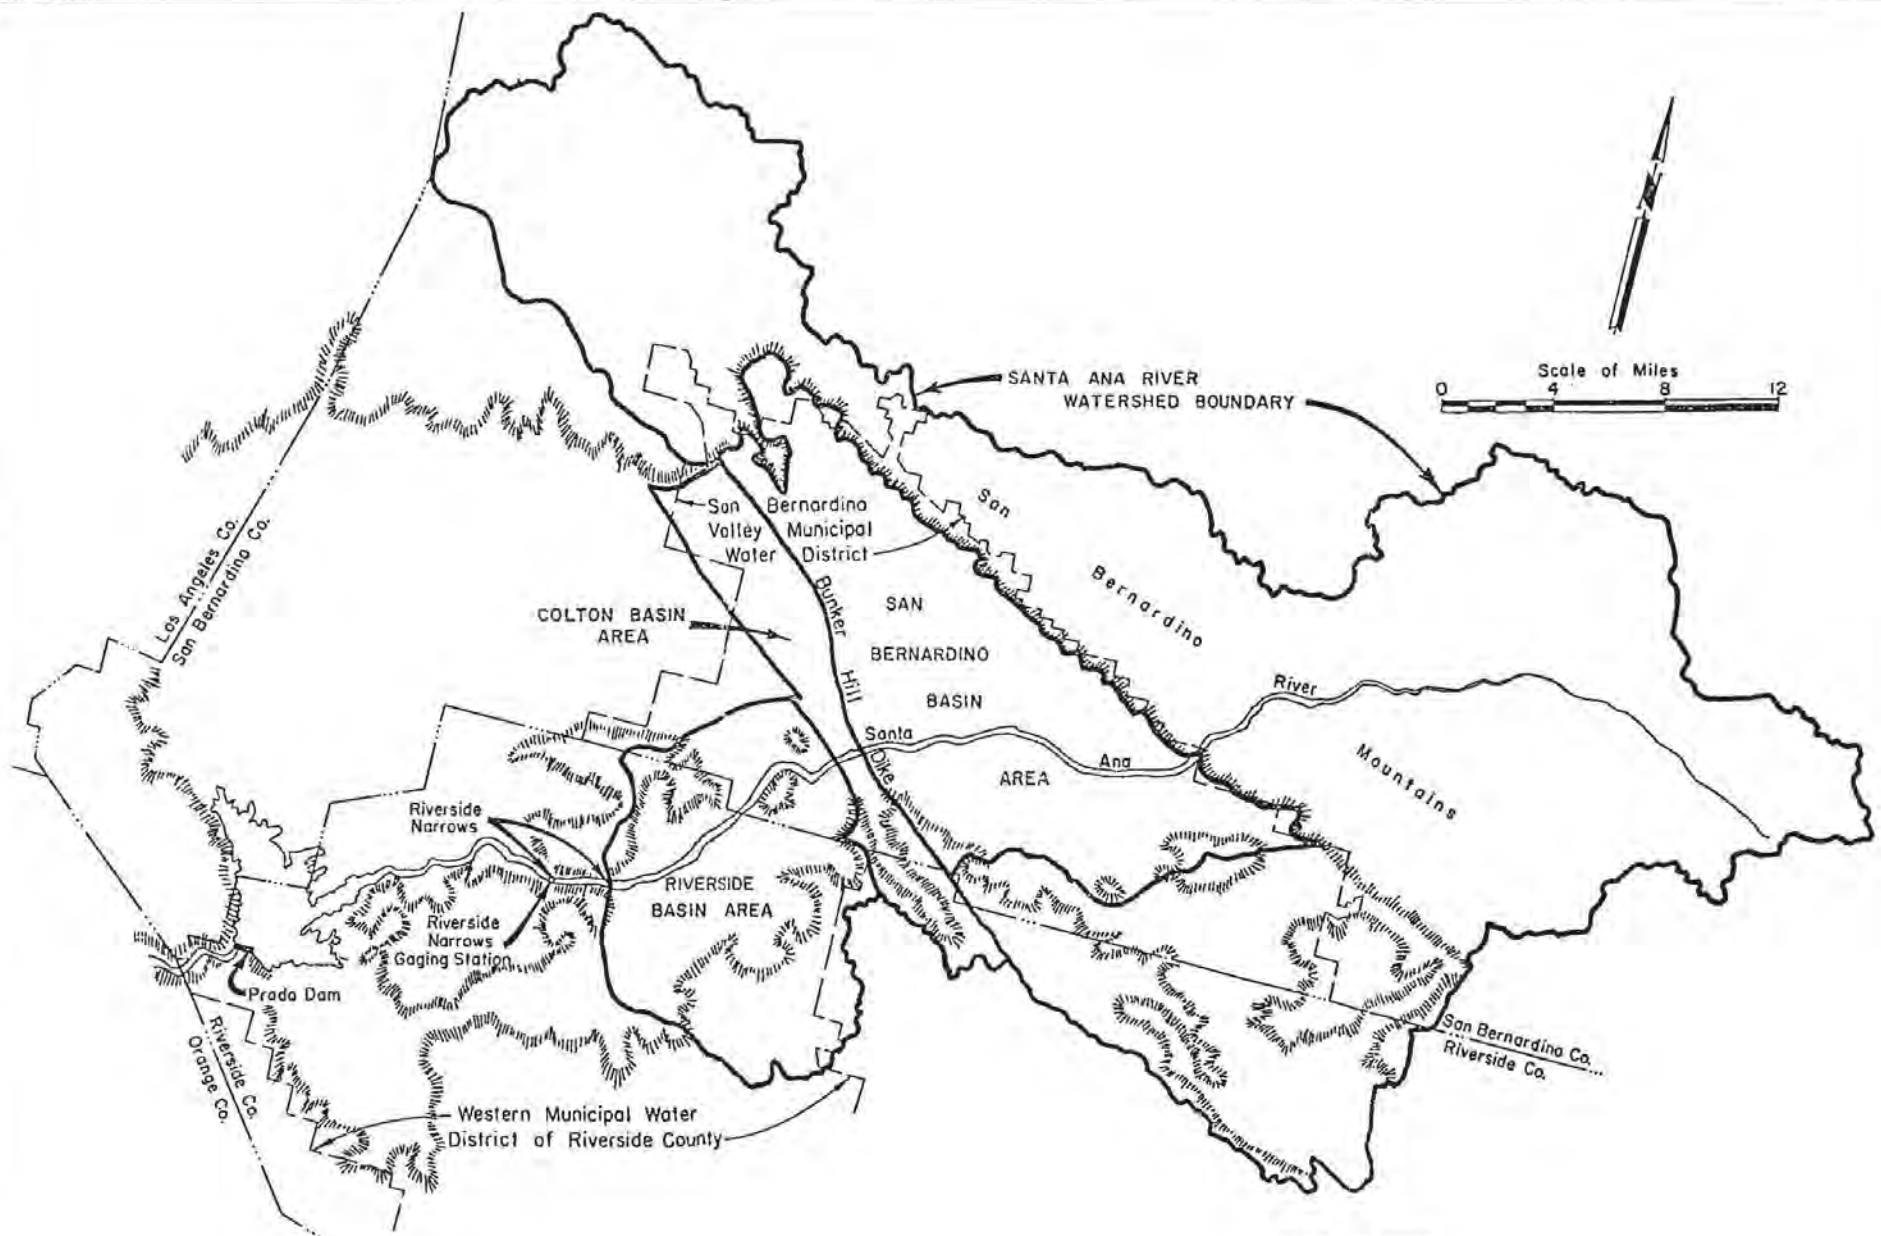 SANTA ANA RIVER
WATERSHED BOUNDARY
Scale of Miles
0 4 8 12
Los Angeles Co.
San Bernardino Co.
San Bernardino
Valley Municipal
Water District
San
Bernardino
Mountains
Bunker
Hill
Dike
SAN
BERNARDINO
BASIN
AREA
COLTON BASIN
AREA
River
Santa
Ana
Riverside
Narrows
RIVERSIDE
BASIN AREA
Riverside
Narrows
Gaging Station
Prado Dam
Riverside Co.
Orange Co.
San Bernardino Co.
Riverside Co.
Western Municipal Water
District of Riverside County